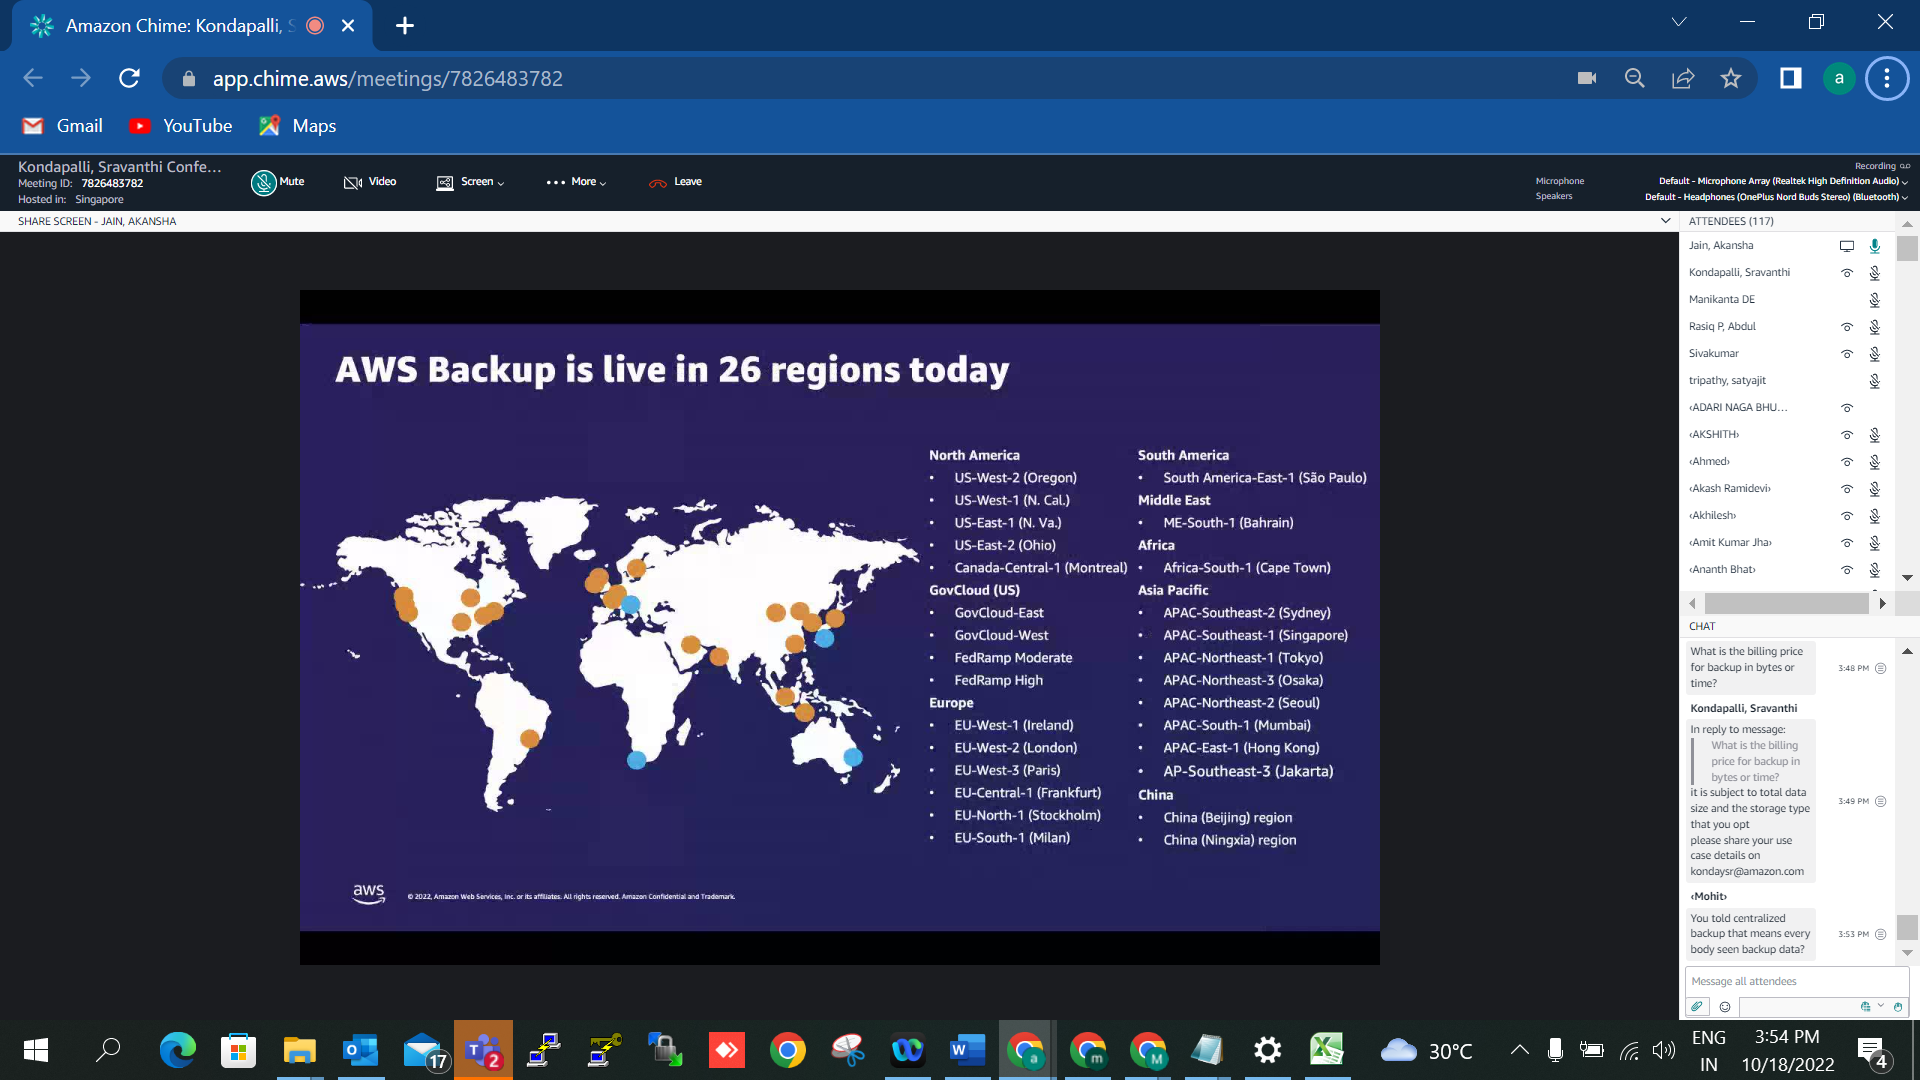 Amazon Chime: Kondapalli, S
app.chime.aws/meetings/7826483782
a
Gmail
YouTube
Maps
Kondapalli, Sravanthi Confe...
Meeting ID: 7826483782
Hosted in: Singapore
Mute
Video
Screen
More
Leave
Recording
Microphone
Default - Microphone Array (Realtek High Definition Audio)
Speakers
Default - Headphones (OnePlus Nord Buds Stereo) (Bluetooth)
SHARE SCREEN - JAIN, AKANSHA
AWS Backup is live in 26 regions today
North America
• US-West-2 (Oregon)
• US-West-1 (N. Cal.)
• US-East-1 (N. Va.)
• US-East-2 (Ohio)
• Canada-Central-1 (Montreal)
GovCloud (US)
• GovCloud-East
• GovCloud-West
• FedRamp Moderate
• FedRamp High
Europe
• EU-West-1 (Ireland)
• EU-West-2 (London)
• EU-West-3 (Paris)
• EU-Central-1 (Frankfurt)
• EU-North-1 (Stockholm)
• EU-South-1 (Milan)
South America
• South America-East-1 (São Paulo)
Middle East
• ME-South-1 (Bahrain)
Africa
• Africa-South-1 (Cape Town)
Asia Pacific
• APAC-Southeast-2 (Sydney)
• APAC-Southeast-1 (Singapore)
• APAC-Northeast-1 (Tokyo)
• APAC-Northeast-3 (Osaka)
• APAC-Northeast-2 (Seoul)
• APAC-South-1 (Mumbai)
• APAC-East-1 (Hong Kong)
• AP-Southeast-3 (Jakarta)
China
• China (Beijing) region
• China (Ningxia) region
aws
© 2022, Amazon Web Services, Inc. or its affiliates. All rights reserved. Amazon Confidential and Trademark.
ATTENDEES (117)
Jain, Akansha
Kondapalli, Sravanthi
Manikanta DE
Rasiq P, Abdul
Sivakumar
tripathy, satyajit
‹ADARI NAGA BHU...
‹AKSHITH›
‹Ahmed›
‹Akash Ramidevi›
‹Akhilesh›
‹Amit Kumar Jha›
‹Ananth Bhat›
CHAT
What is the billing price
for backup in bytes or
time?
3:48 PM
Kondapalli, Sravanthi
In reply to message:
What is the billing
price for backup in
bytes or time?
it is subject to total data
size and the storage type
that you opt
please share your use
case details on
kondaysr@amazon.com
3:49 PM
‹Mohit›
You told centralized
backup that means every
body seen backup data?
3:53 PM
Message all attendees
17
T
2
W
a
m
M
30°C
ENG
IN
3:54 PM
10/18/2022
4